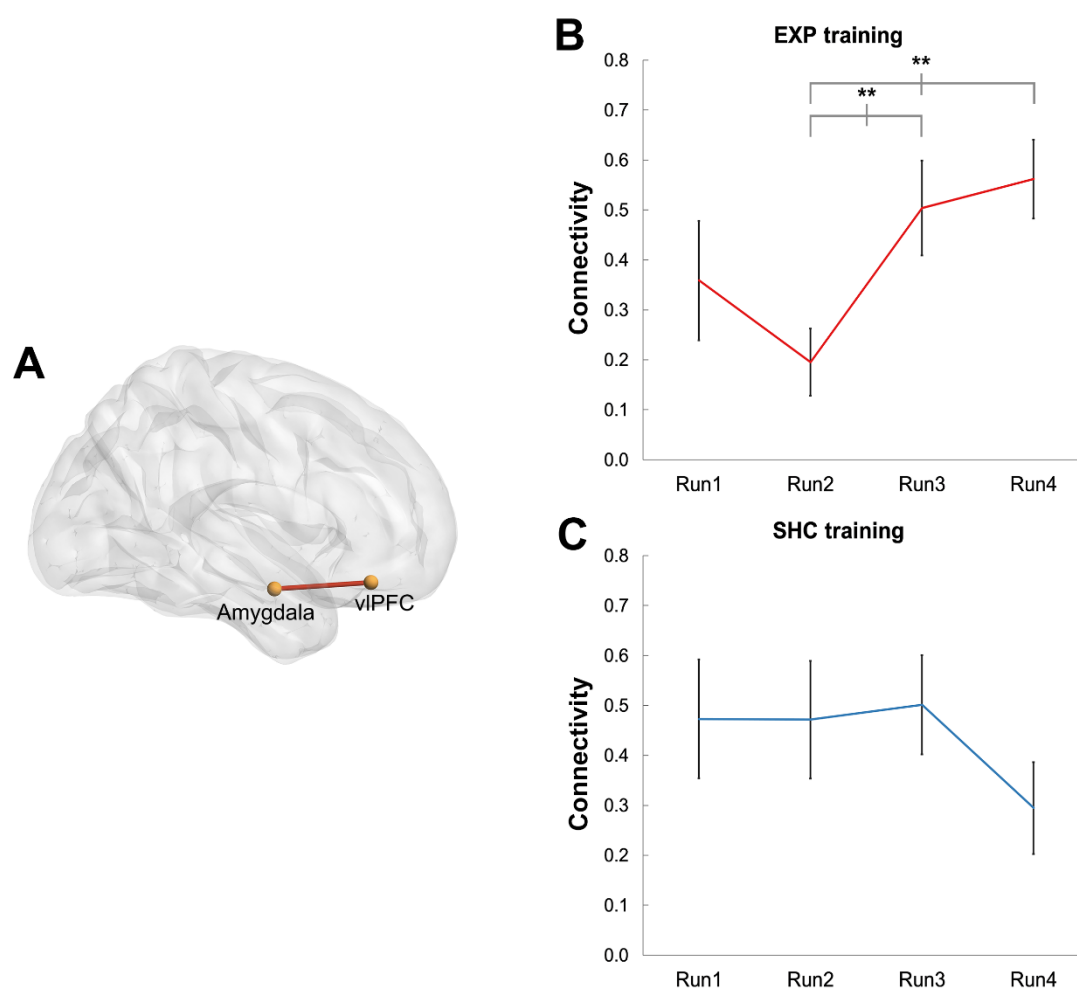 A
Amygdala
vlPFC
B
EXP training
Connectivity
0.8
0.7
0.6
0.5
0.4
0.3
0.2
0.1
0.0
**
**
Run1 Run2 Run3 Run4
C
SHC training
Connectivity
0.8
0.7
0.6
0.5
0.4
0.3
0.2
0.1
0.0
Run1 Run2 Run3 Run4